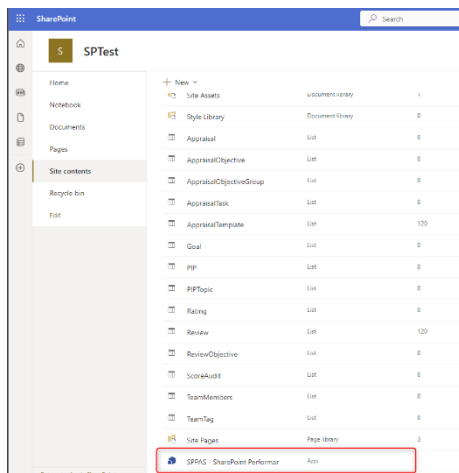 SharePoint
Search
S
SPTest
Home
Notebook
Documents
Pages
Site contents
Recycle bin
Edit
+ New
Site Assets Document library
Style Library Document library 0
Appraisal List 0
AppraisalObjective List 0
AppraisalObjectiveGroup List 0
AppraisalTask List 0
AppraisalTemplate List 120
Goal List 0
PIP List 0
PIPTopic List 0
Rating List 0
Review List 120
ReviewObjective List 0
ScoreAudit List 0
TeamMembers List 0
TeamTag List 0
Site Pages Page library 3
SPPAS - SharePoint Performar App